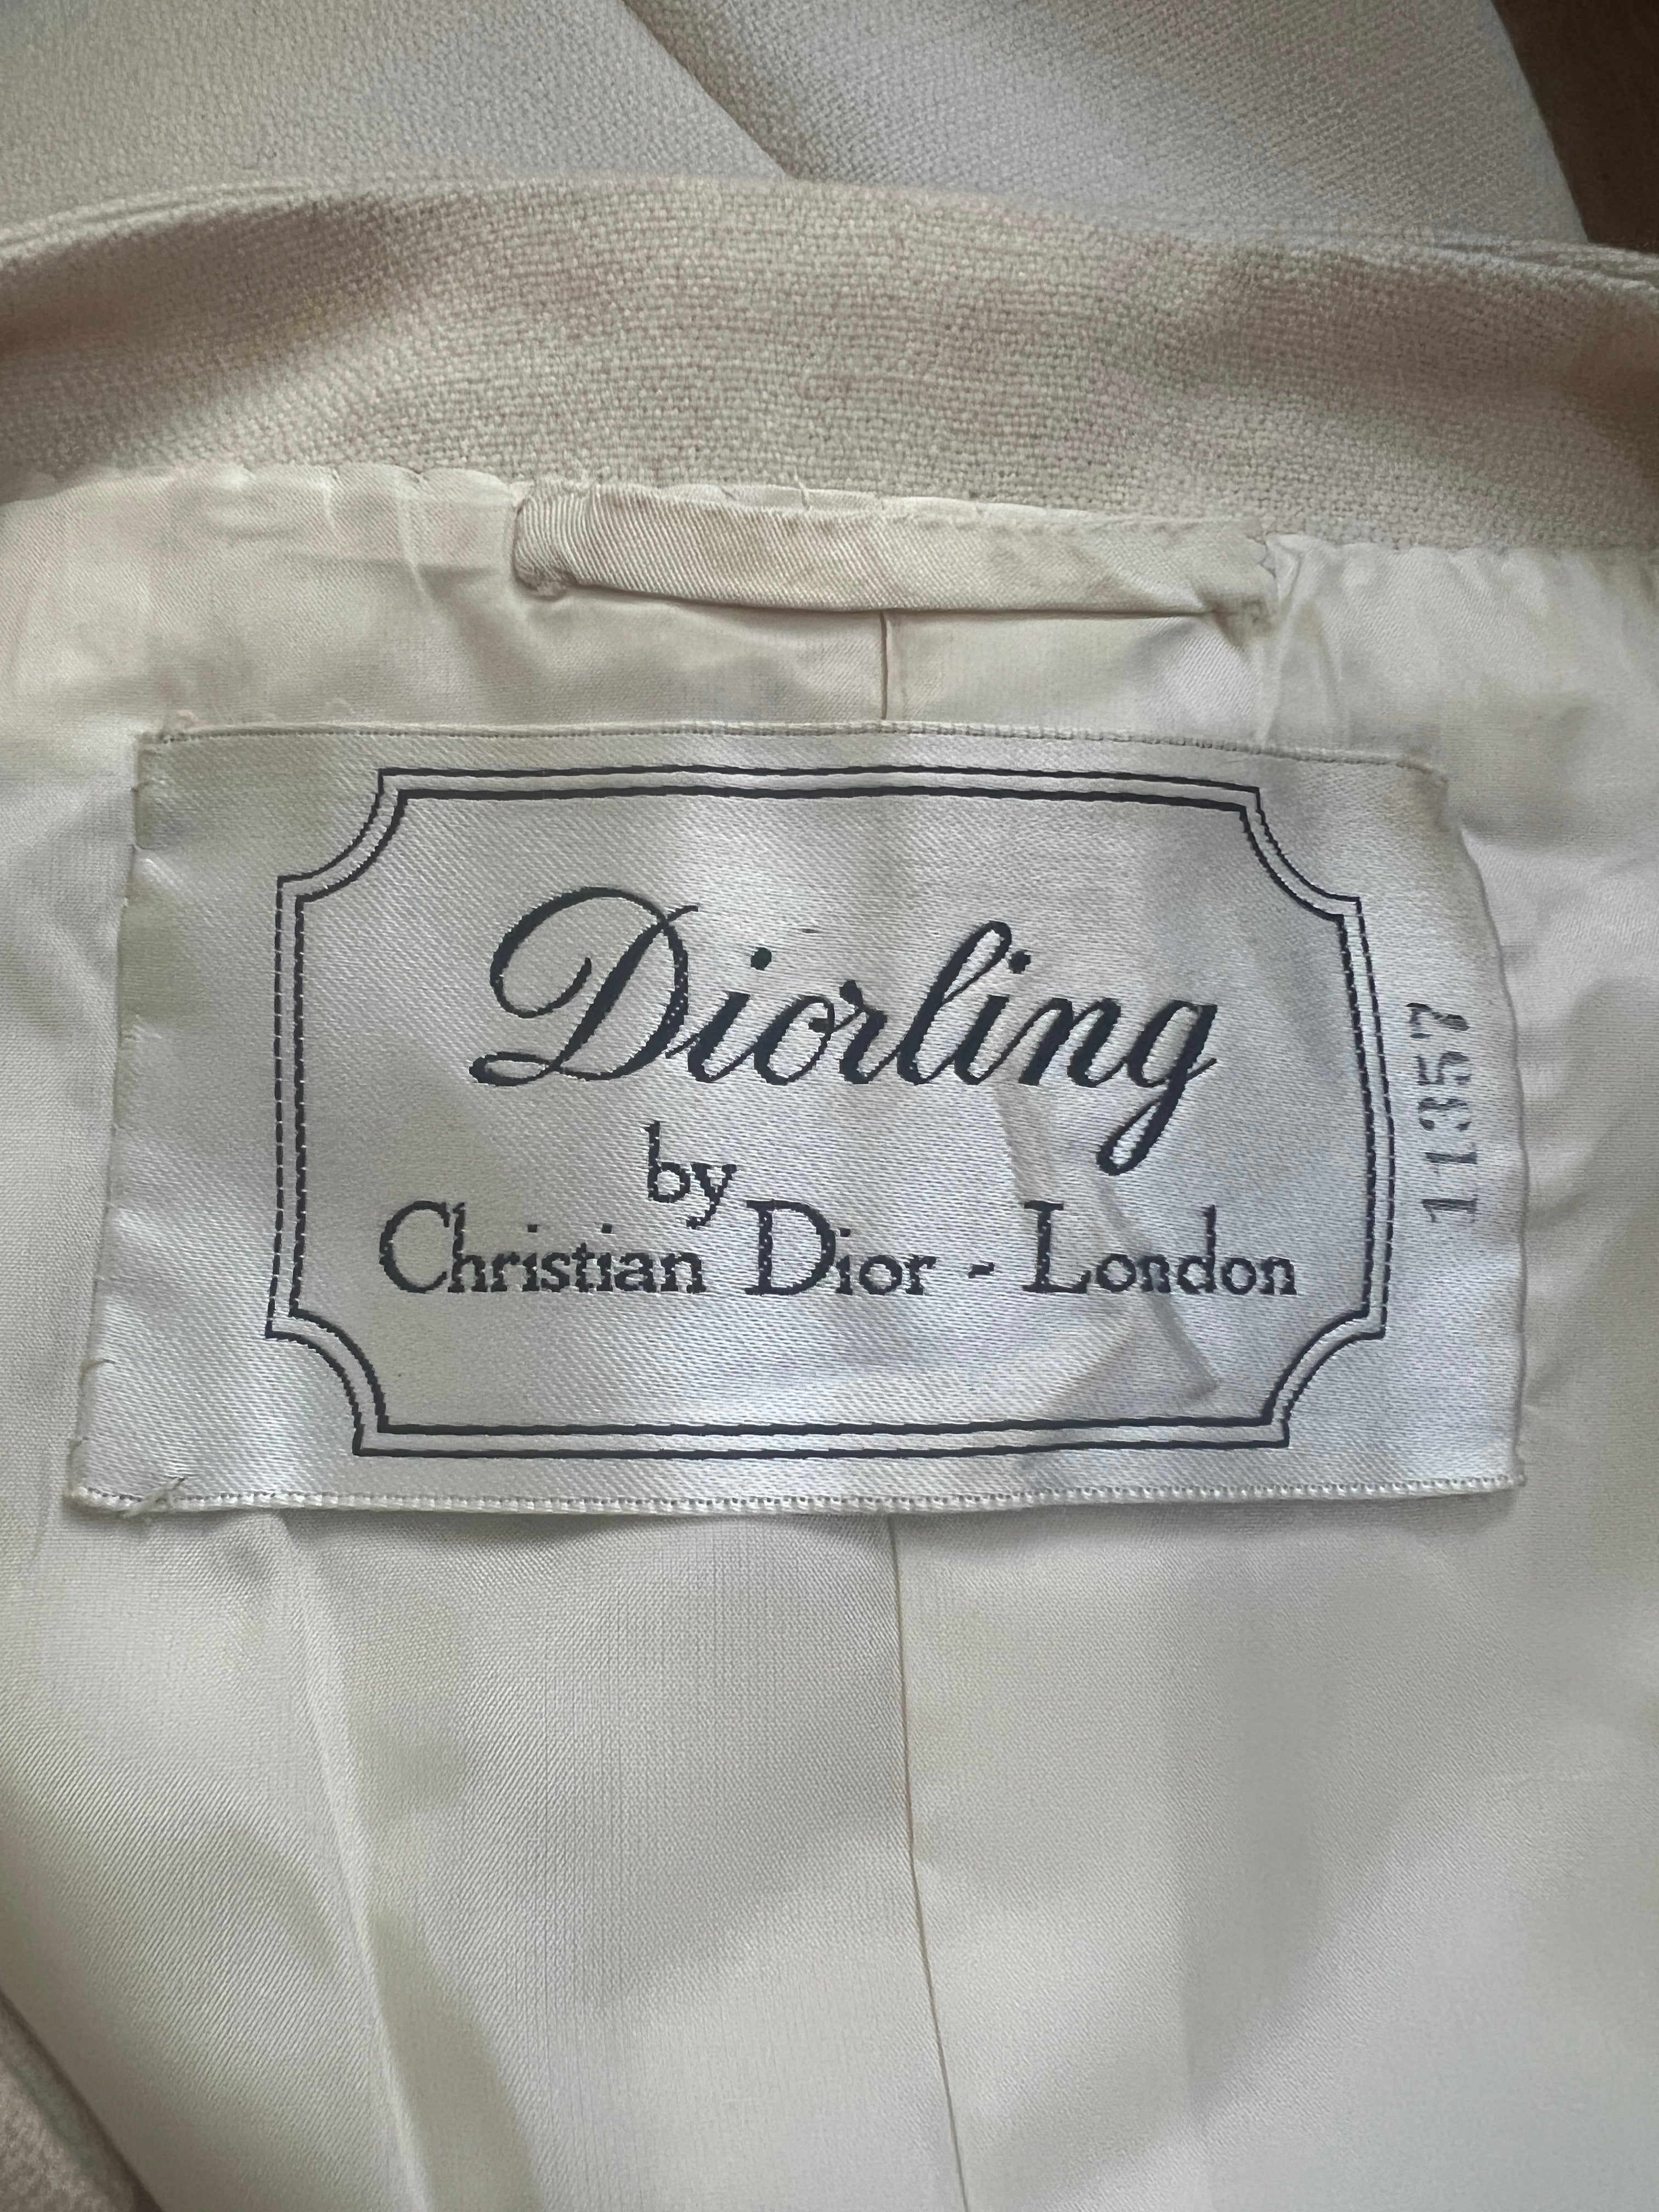 Diorling
by
Christian Dior - London
11357